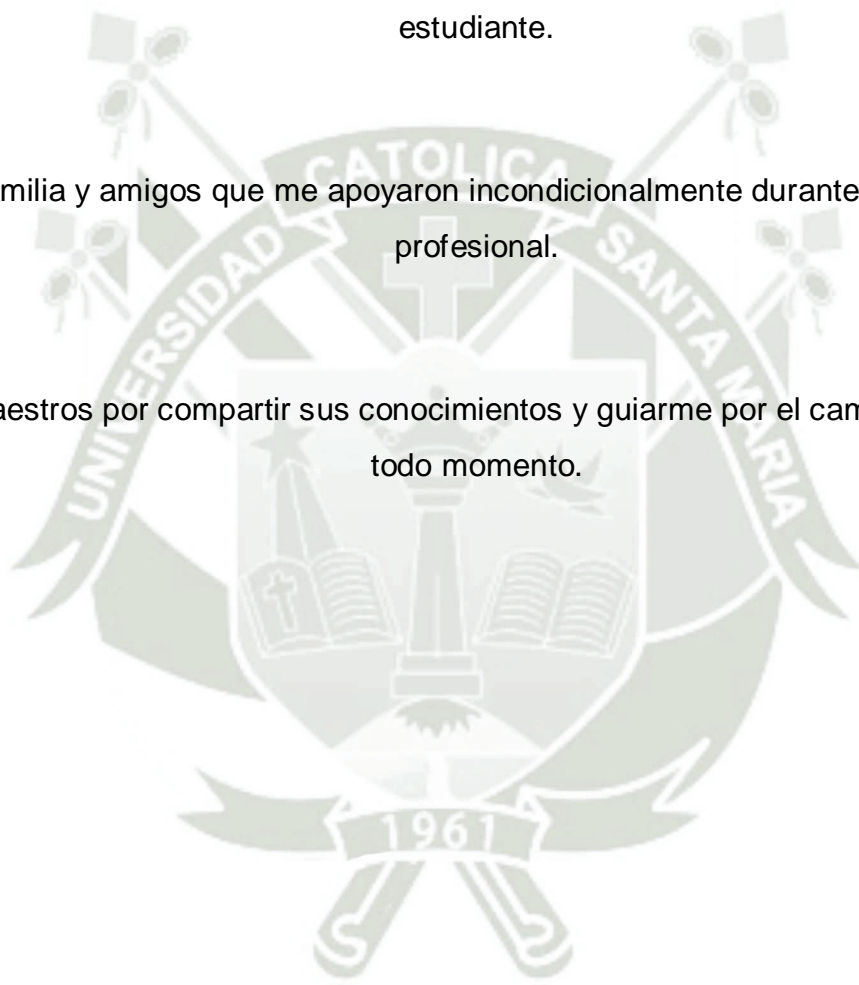 estudiante.
milia y amigos que me apoyaron incondicionalmente durante
profesional.
aestros por compartir sus conocimientos y guiarme por el cam
todo momento.
UNIVERSIDAD CATOLICA SANTA MARIA
1961